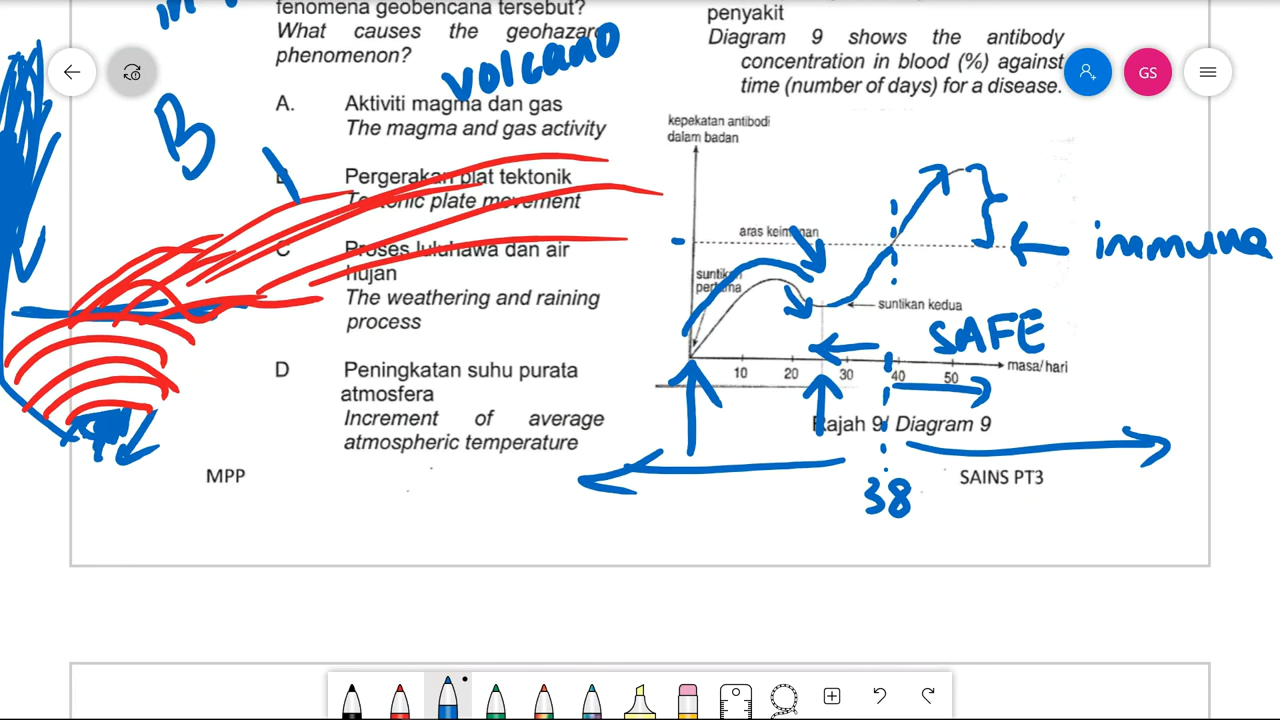 fenomena geobencana tersebut?
What causes the geohazard
phenomenon?
volcano
A. Aktiviti magma dan gas
The magma and gas activity
B
B Pergerakan plat tektonik
Tectonic plate movement
C Proses luluhawa dan air
hujan
The weathering and raining
process
D Peningkatan suhu purata
atmosfera
Increment of average
atmospheric temperature
MPP
penyakit
Diagram 9 shows the antibody
concentration in blood (%) against
time (number of days) for a disease.
GS
kepekatan antibodi
dalam badan
aras keimunan
immune
suntikan
pertama
suntikan kedua
SAFE
masa/hari
10 20 30 40 50
Rajah 9/ Diagram 9
38
SAINS PT3